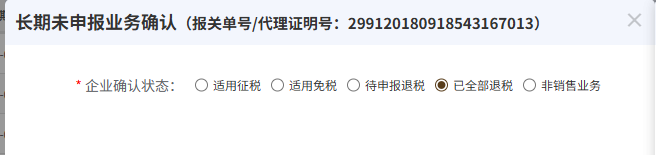 长期未申报业务确认（报关单号/代理证明号：299120180918543167013）
* 企业确认状态： 适用征税 适用免税 待申报退税 已全部退税 非销售业务